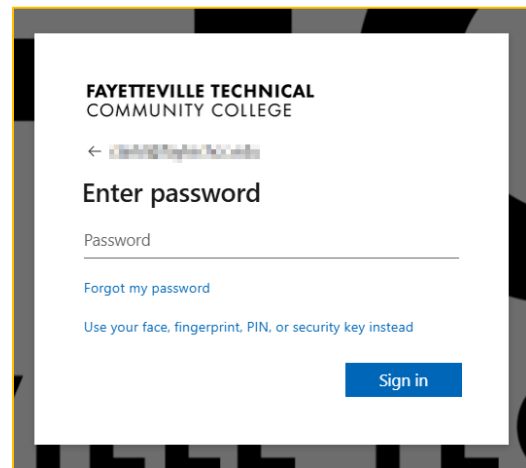 FAYETTEVILLE TECHNICAL
COMMUNITY COLLEGE
←
Enter password
Password
Forgot my password
Use your face, fingerprint, PIN, or security key instead
Sign in